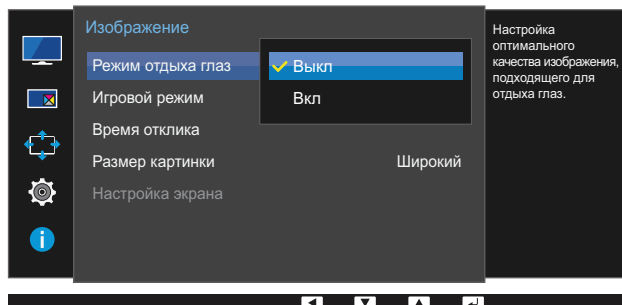 Изображение
Режим отдыха глаз
Выкл
Игровой режим
Вкл
Время отклика
Размер картинки Широкий
Настройка экрана
Настройка
оптимального
качества изображения,
подходящего для
отдыха глаз.